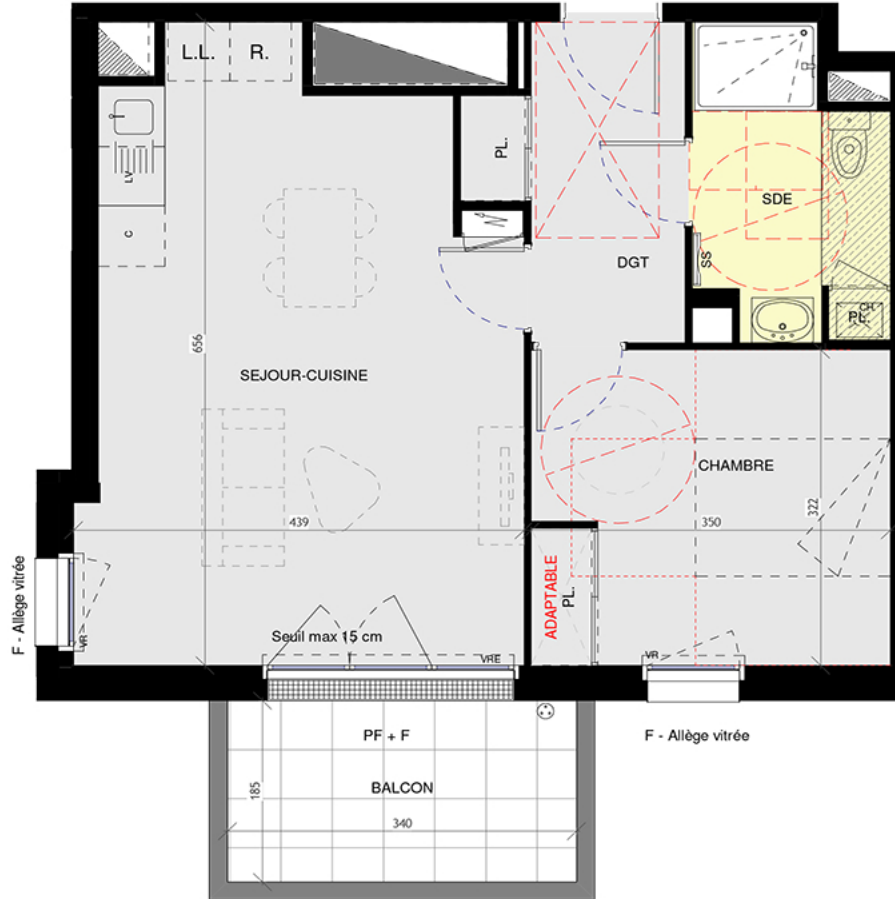 L.L.
R.
PL.
LV
C
SDE
SS
DGT
CH
PL.
656
SEJOUR-CUISINE
CHAMBRE
439
350
322
F - Allège vitrée
VR
ADAPTABLE
PL.
Seuil max 15 cm
VRE
VR
PF + F
F - Allège vitrée
BALCON
185
340